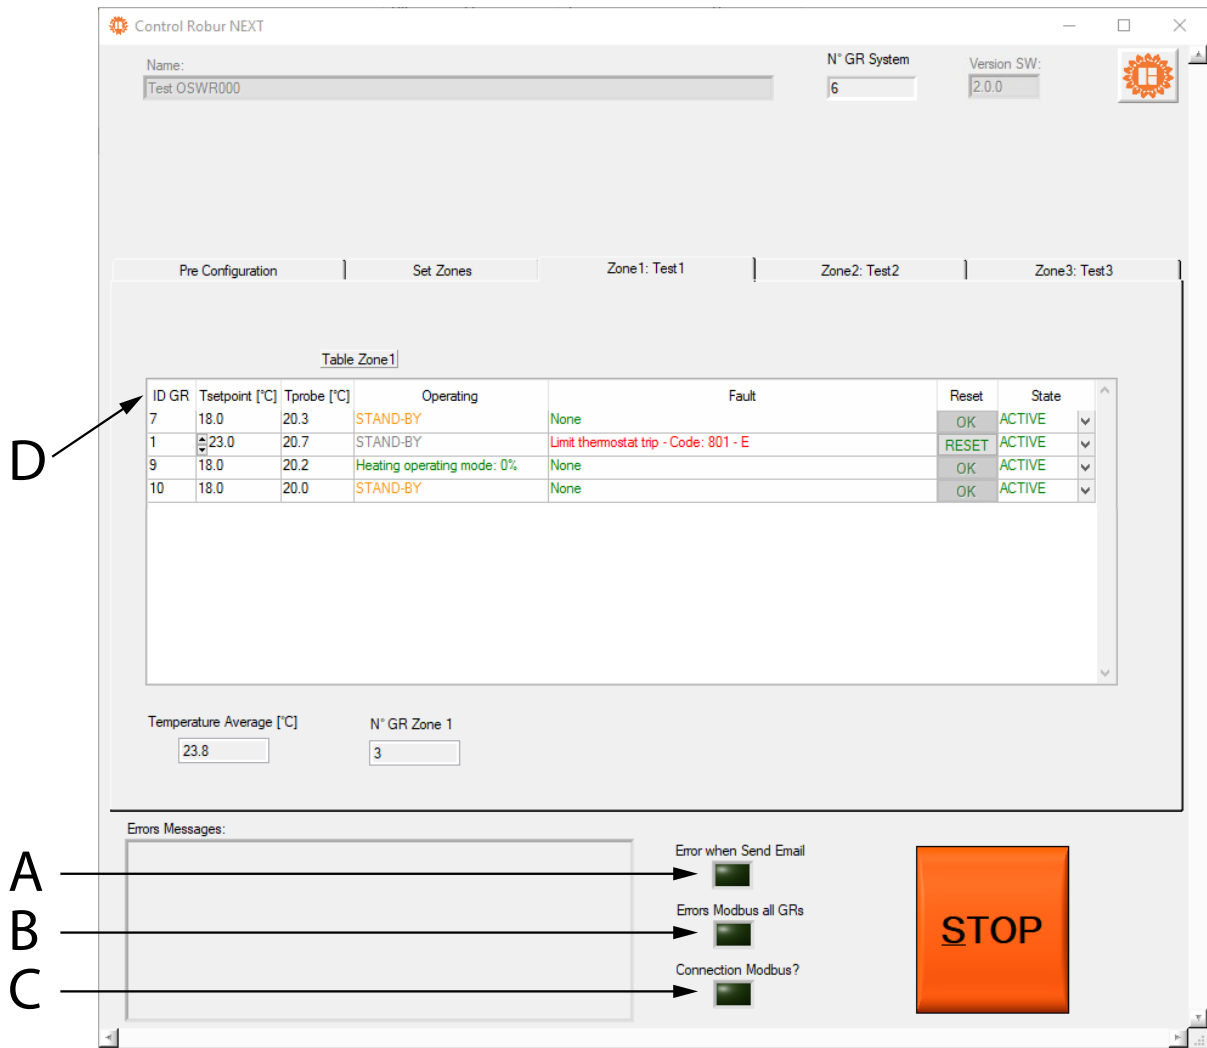 Control Robur NEXT
Name:
N° GR System
Version SW:
Test OSWR000
6
2.0.0
Pre Configuration
Set Zones
Zone1: Test1
Zone2: Test2
Zone3: Test3
Table Zone1
ID GR Tsetpoint [°C] Tprobe [°C] Operating Fault Reset State
7 18.0 20.3 STAND-BY None OK ACTIVE
1 23.0 20.7 STAND-BY Limit thermostat trip - Code: 801 - E RESET ACTIVE
9 18.0 20.2 Heating operating mode: 0% None OK ACTIVE
10 18.0 20.0 STAND-BY None OK ACTIVE
D
Temperature Average [°C]
N° GR Zone 1
23.8
3
Errors Messages:
Error when Send Email
A
Errors Modbus all GRs
B
Connection Modbus?
C
STOP